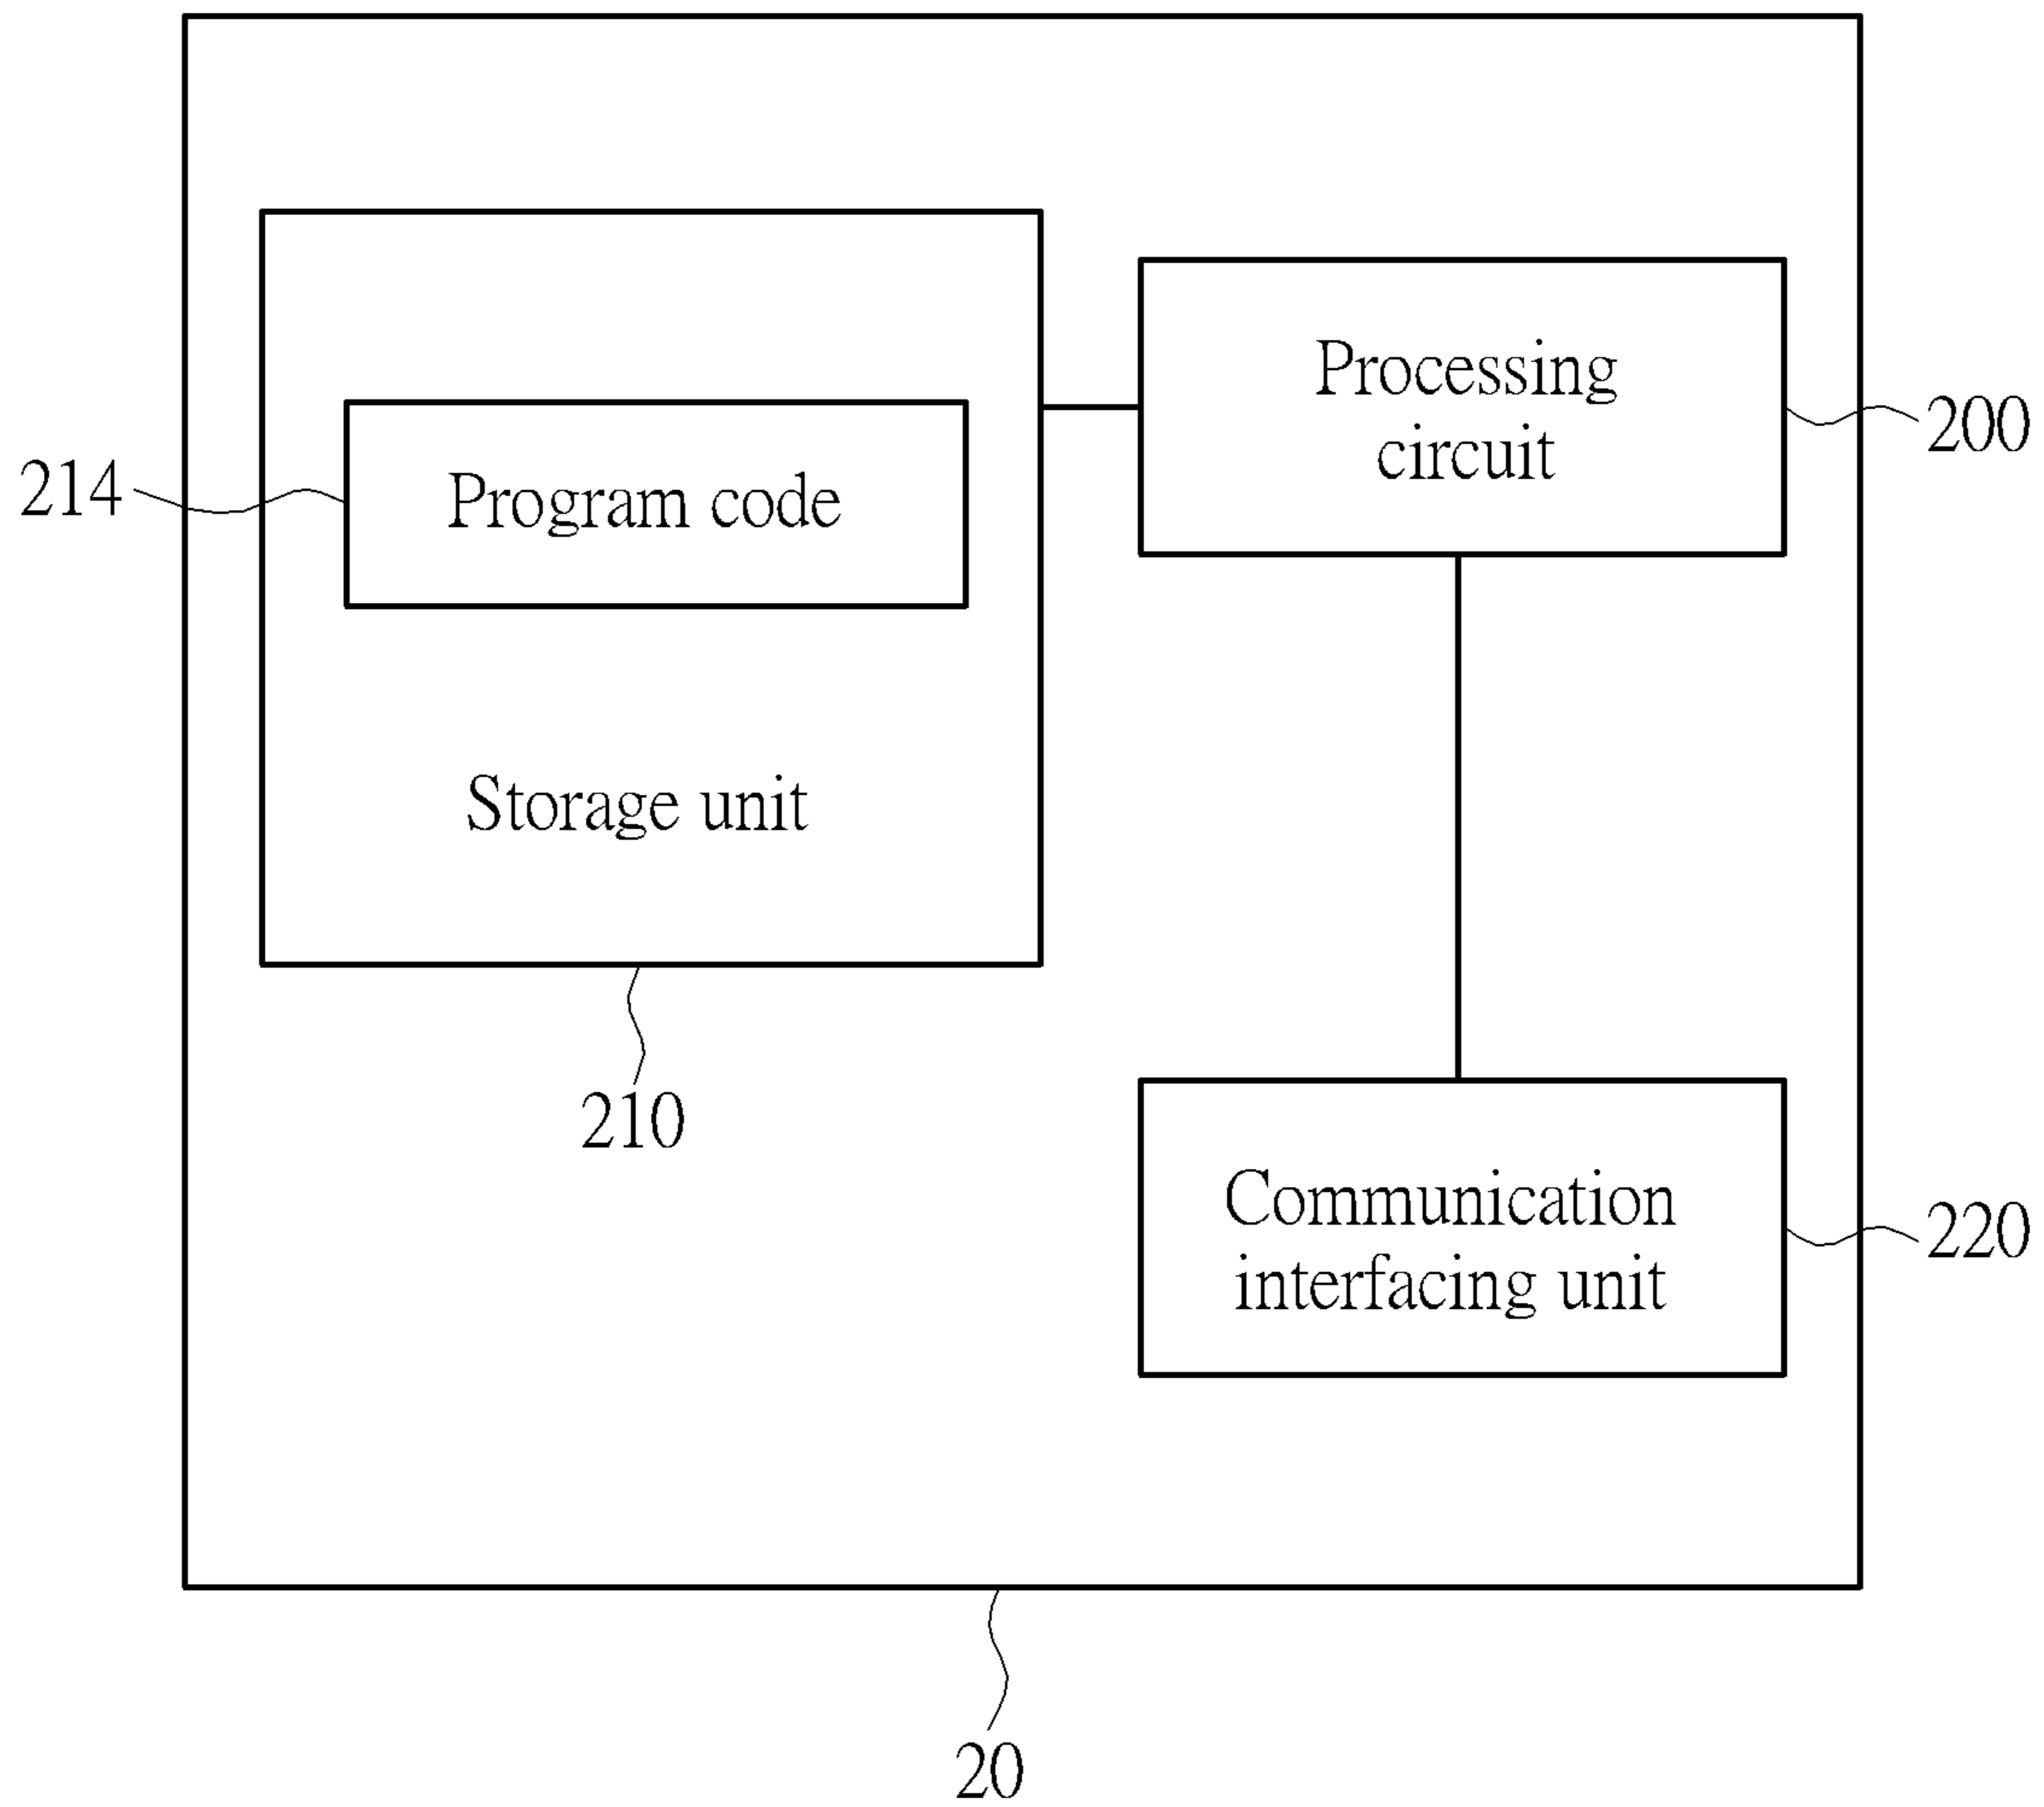 Processing
circuit
200
214
Program code
Storage unit
210
Communication
interfacing unit
220
20